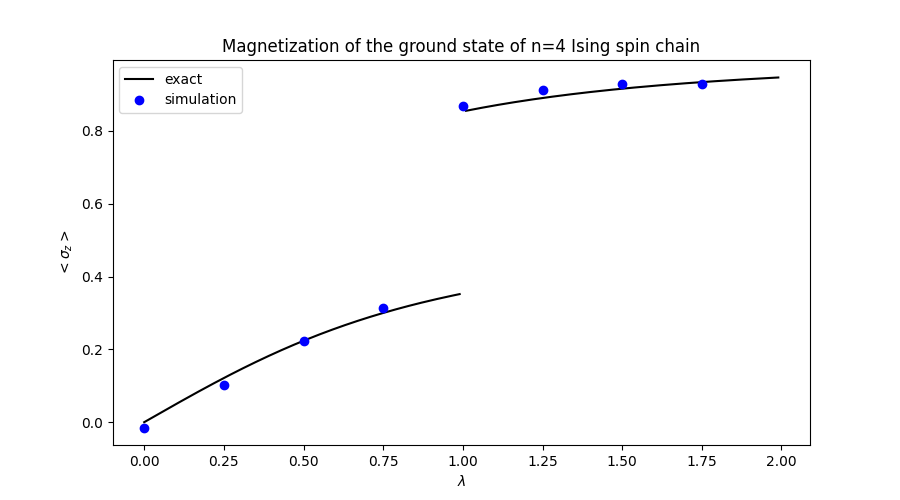 Magnetization of the ground state of n=4 Ising spin chain
exact
simulation
0.8
0.6
0.4
0.2
0.0
< σz >
0.00 0.25 0.50 0.75 1.00 1.25 1.50 1.75 2.00
λ